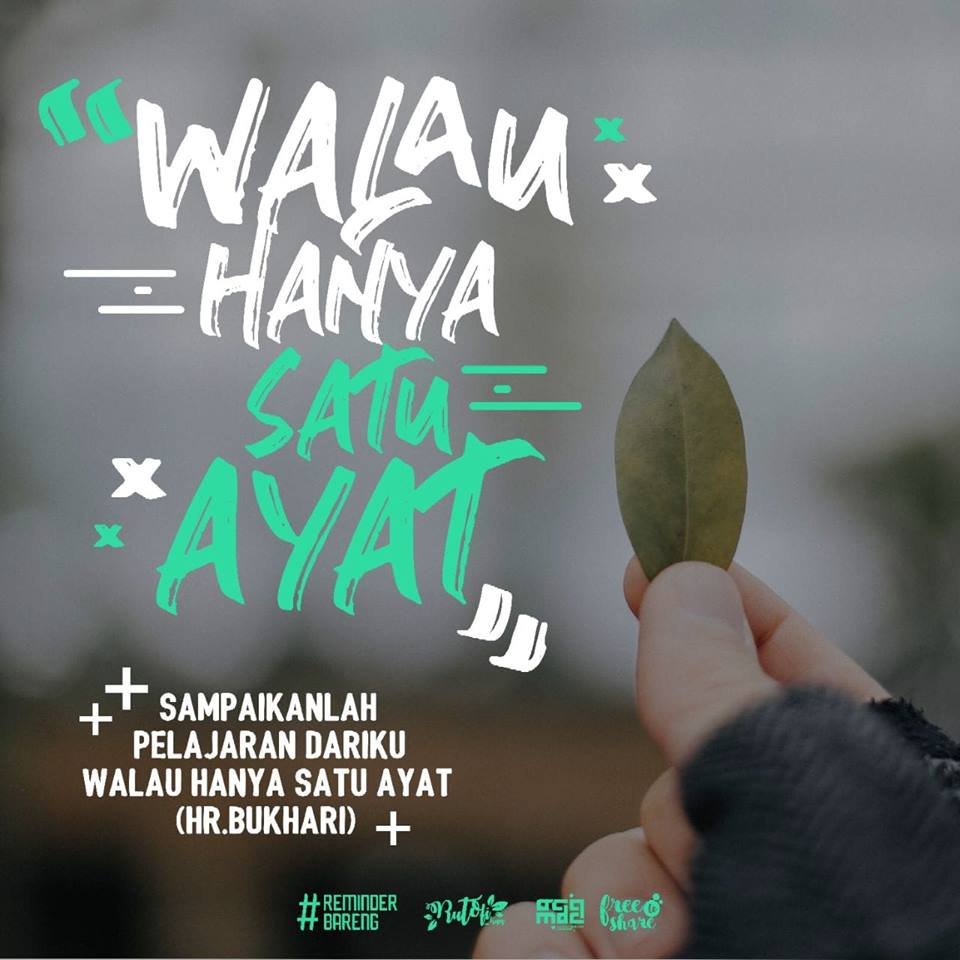 "WALAU
HANYA
SATU
AYAT"
SAMPAIKANLAH
PELAJARAN DARIKU
WALAU HANYA SATU AYAT
(HR.BUKHARI)
#REMINDER
BARENG
free
share